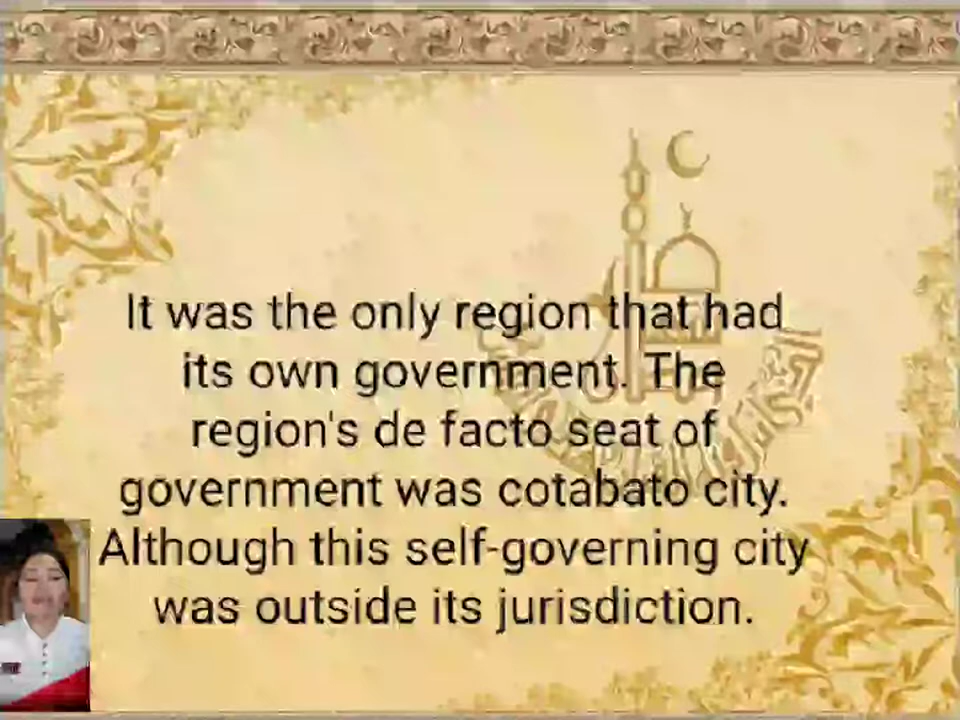 It was the only region that had
its own government. The
region's de facto seat of
government was cotabato city.
Although this self-governing city
was outside its jurisdiction.